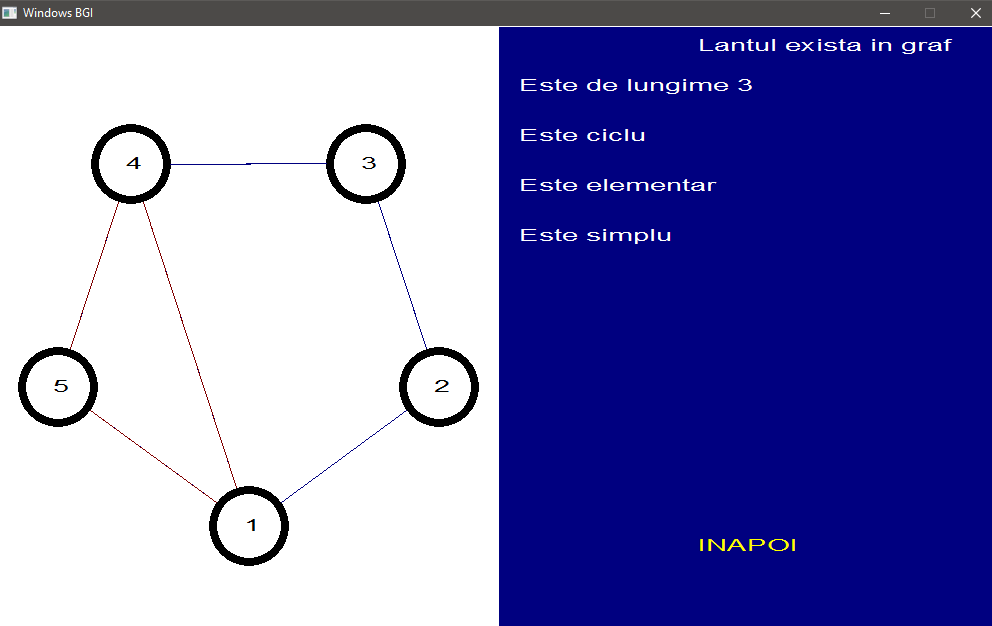 Windows BGI
Lantul exista in graf
Este de lungime 3
Este ciclu
Este elementar
Este simplu
4
3
5
2
1
INAPOI